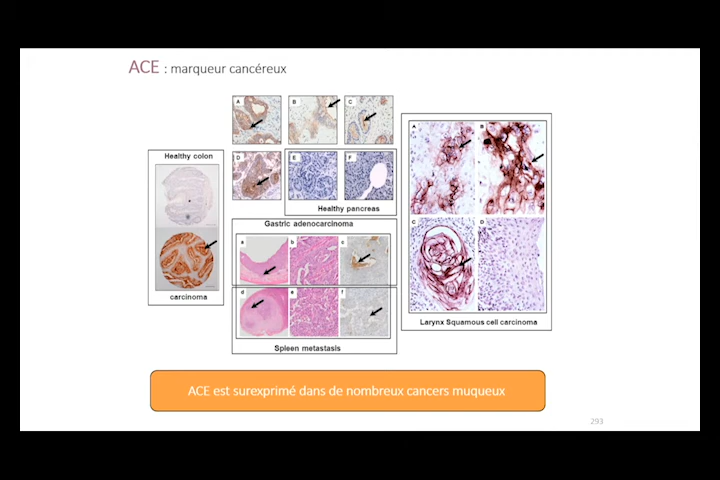 ACE : marqueur cancéreux
A
B
C
D
E
F
Healthy pancreas
Healthy colon
carcinoma
Gastric adenocarcinoma
a
b
c
d
e
f
Spleen metastasis
A
B
C
D
Larynx Squamous cell carcinoma
ACE est surexprimé dans de nombreux cancers muqueux
293